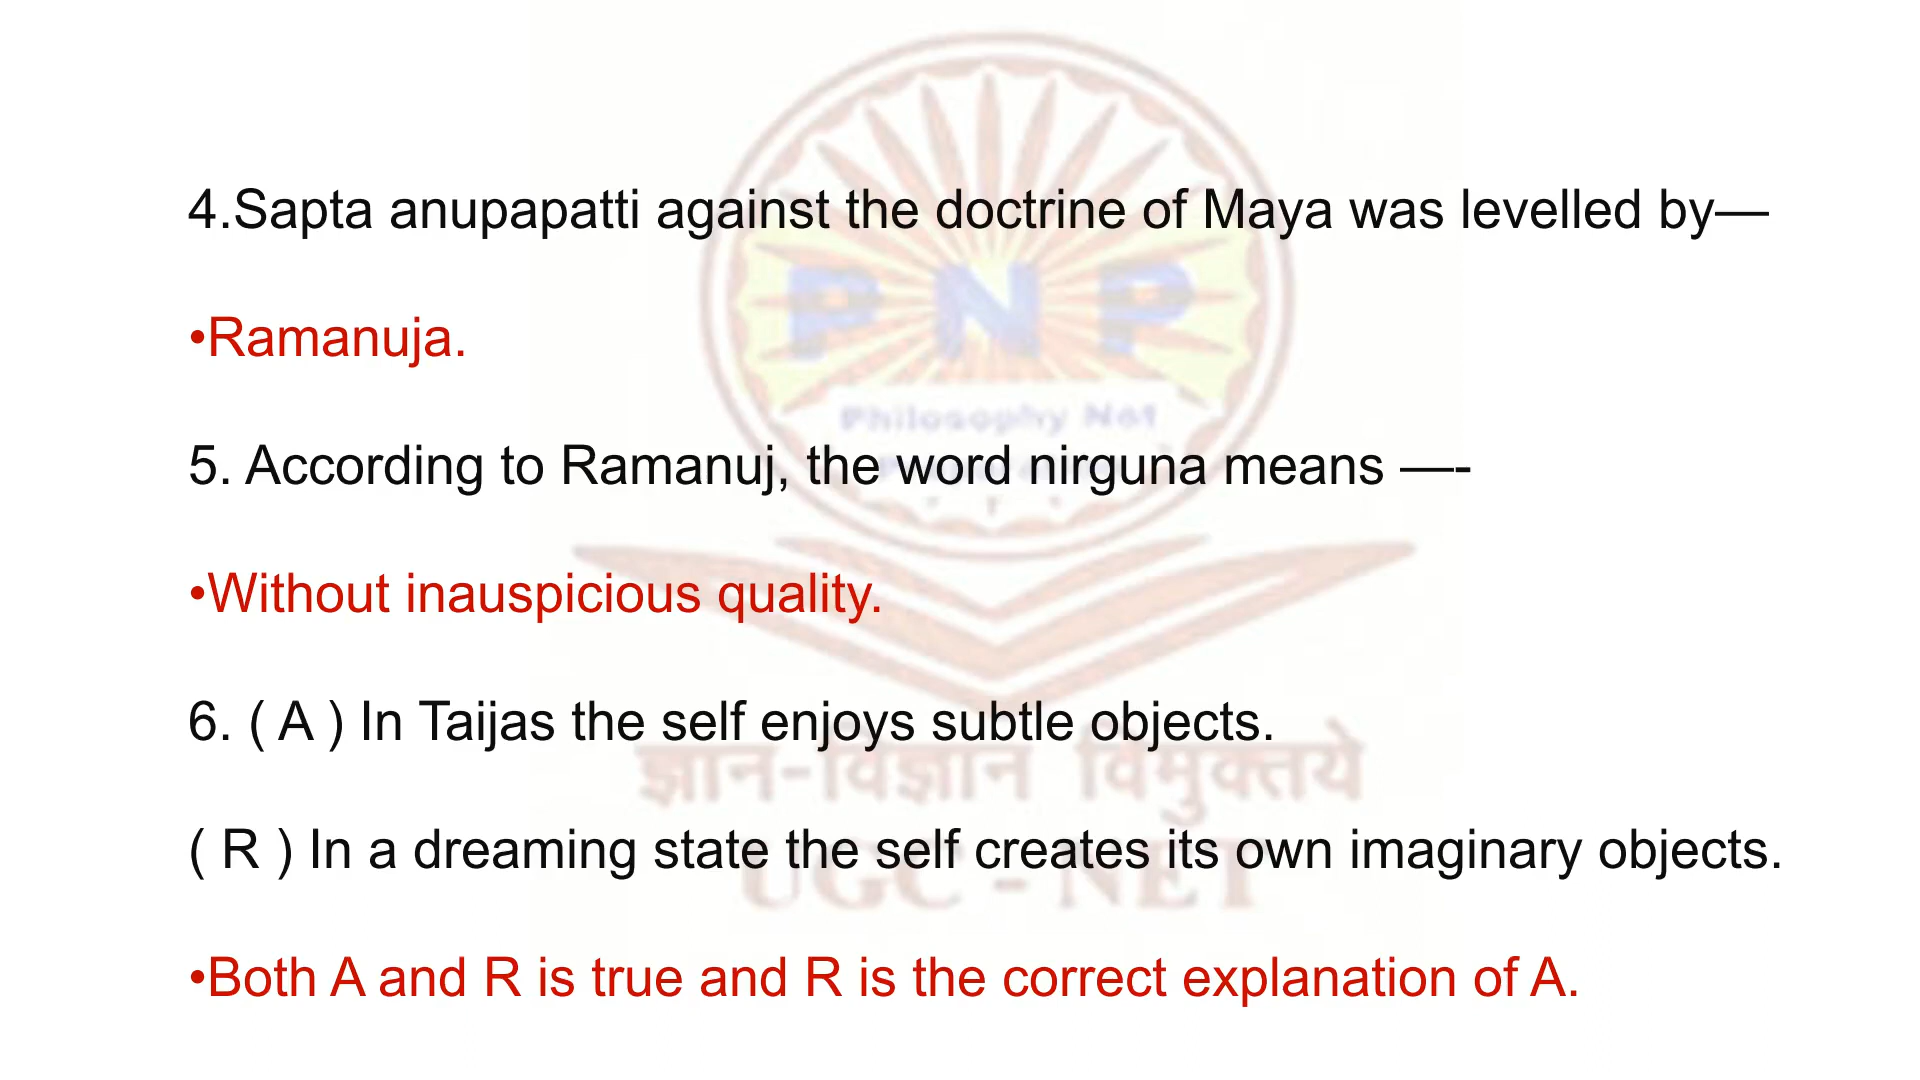 4.Sapta anupapatti against the doctrine of Maya was levelled by—
•Ramanuja.
5. According to Ramanuj, the word nirguna means —-
•Without inauspicious quality.
6. ( A ) In Taijas the self enjoys subtle objects.
( R ) In a dreaming state the self creates its own imaginary objects.
•Both A and R is true and R is the correct explanation of A.
P N P
Philosophy Net
ज्ञान-विज्ञान विमुक्तये
UGC - NET